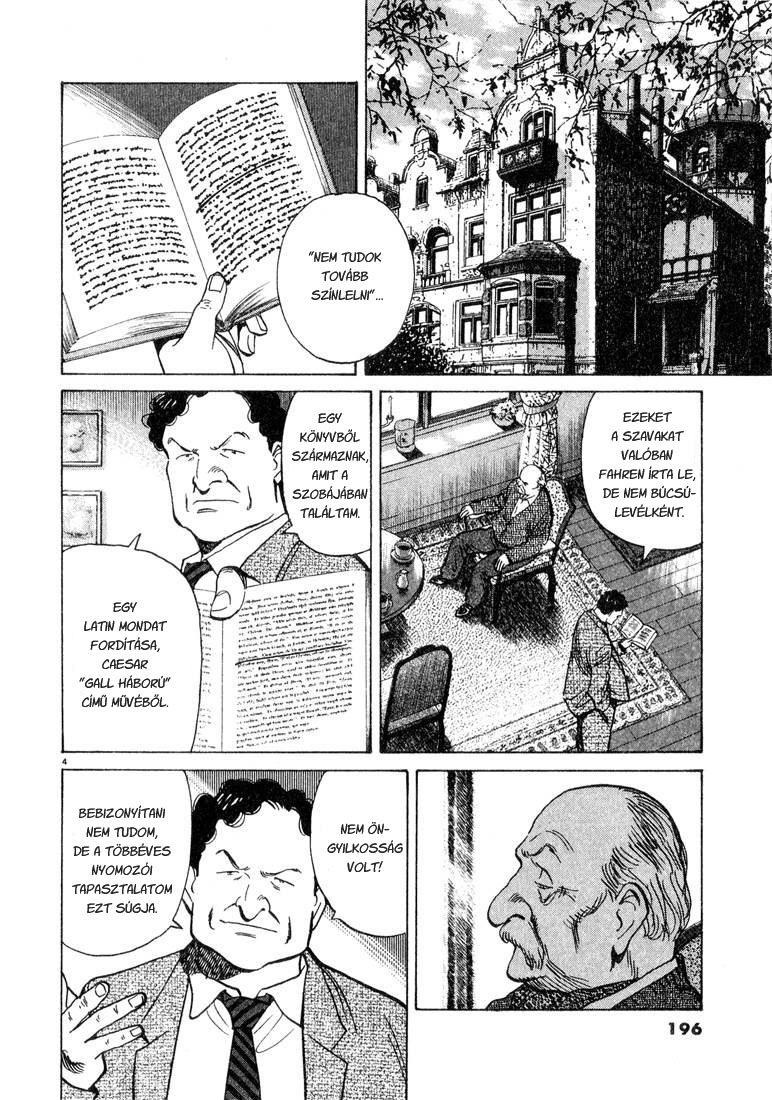 "NEM TUDOK
TOVÁBB
SZÍNLELNI"...
EZEKET
A SZAVAKAT
VALÓBAN
FAHREN ÍRTA LE,
DE NEM BÚCSÚ-
LEVÉLKÉNT.
EGY
KÖNYVBŐL
SZÁRMAZNAK,
AMIT A
SZOBÁJÁBAN
TALÁLTAM.
EGY
LATIN MONDAT
FORDÍTÁSA,
CAESAR
"GALL HÁBORÚ"
CÍMŰ MŰVÉBŐL.
4
NEM ÖN-
GYILKOSSÁG
VOLT!
BEBIZONYÍTANI
NEM TUDOM,
DE A TÖBBÉVES
NYOMOZÓI
TAPASZTALATOM
EZT SÚGJA.
196